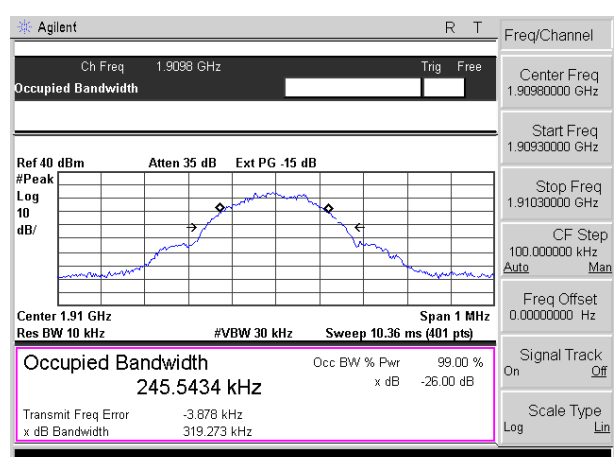 Agilent R T
Ch Freq 1.9098 GHz Trig Free
Occupied Bandwidth
Ref 40 dBm Atten 35 dB Ext PG -15 dB
#Peak
Log
10
dB/
Center 1.91 GHz Span 1 MHz
Res BW 10 kHz #VBW 30 kHz Sweep 10.36 ms (401 pts)
Occupied Bandwidth Occ BW % Pwr 99.00 %
245.5434 kHz x dB -26.00 dB
Transmit Freq Error -3.878 kHz
x dB Bandwidth 319.273 kHz
Freq/Channel
Center Freq
1.90980000 GHz
Start Freq
1.90930000 GHz
Stop Freq
1.91030000 GHz
CF Step
100.000000 kHz
Auto Man
Freq Offset
0.00000000 Hz
Signal Track
On Off
Scale Type
Log Lin